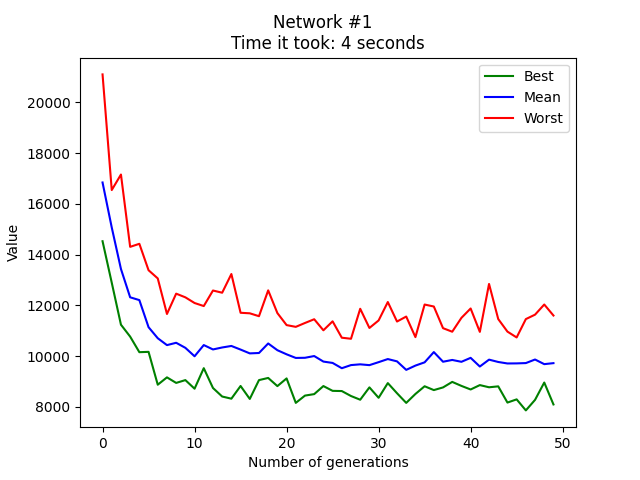 Network #1
Time it took: 4 seconds
Best
Mean
Worst
20000
18000
16000
14000
12000
10000
8000
Value
0 10 20 30 40 50
Number of generations